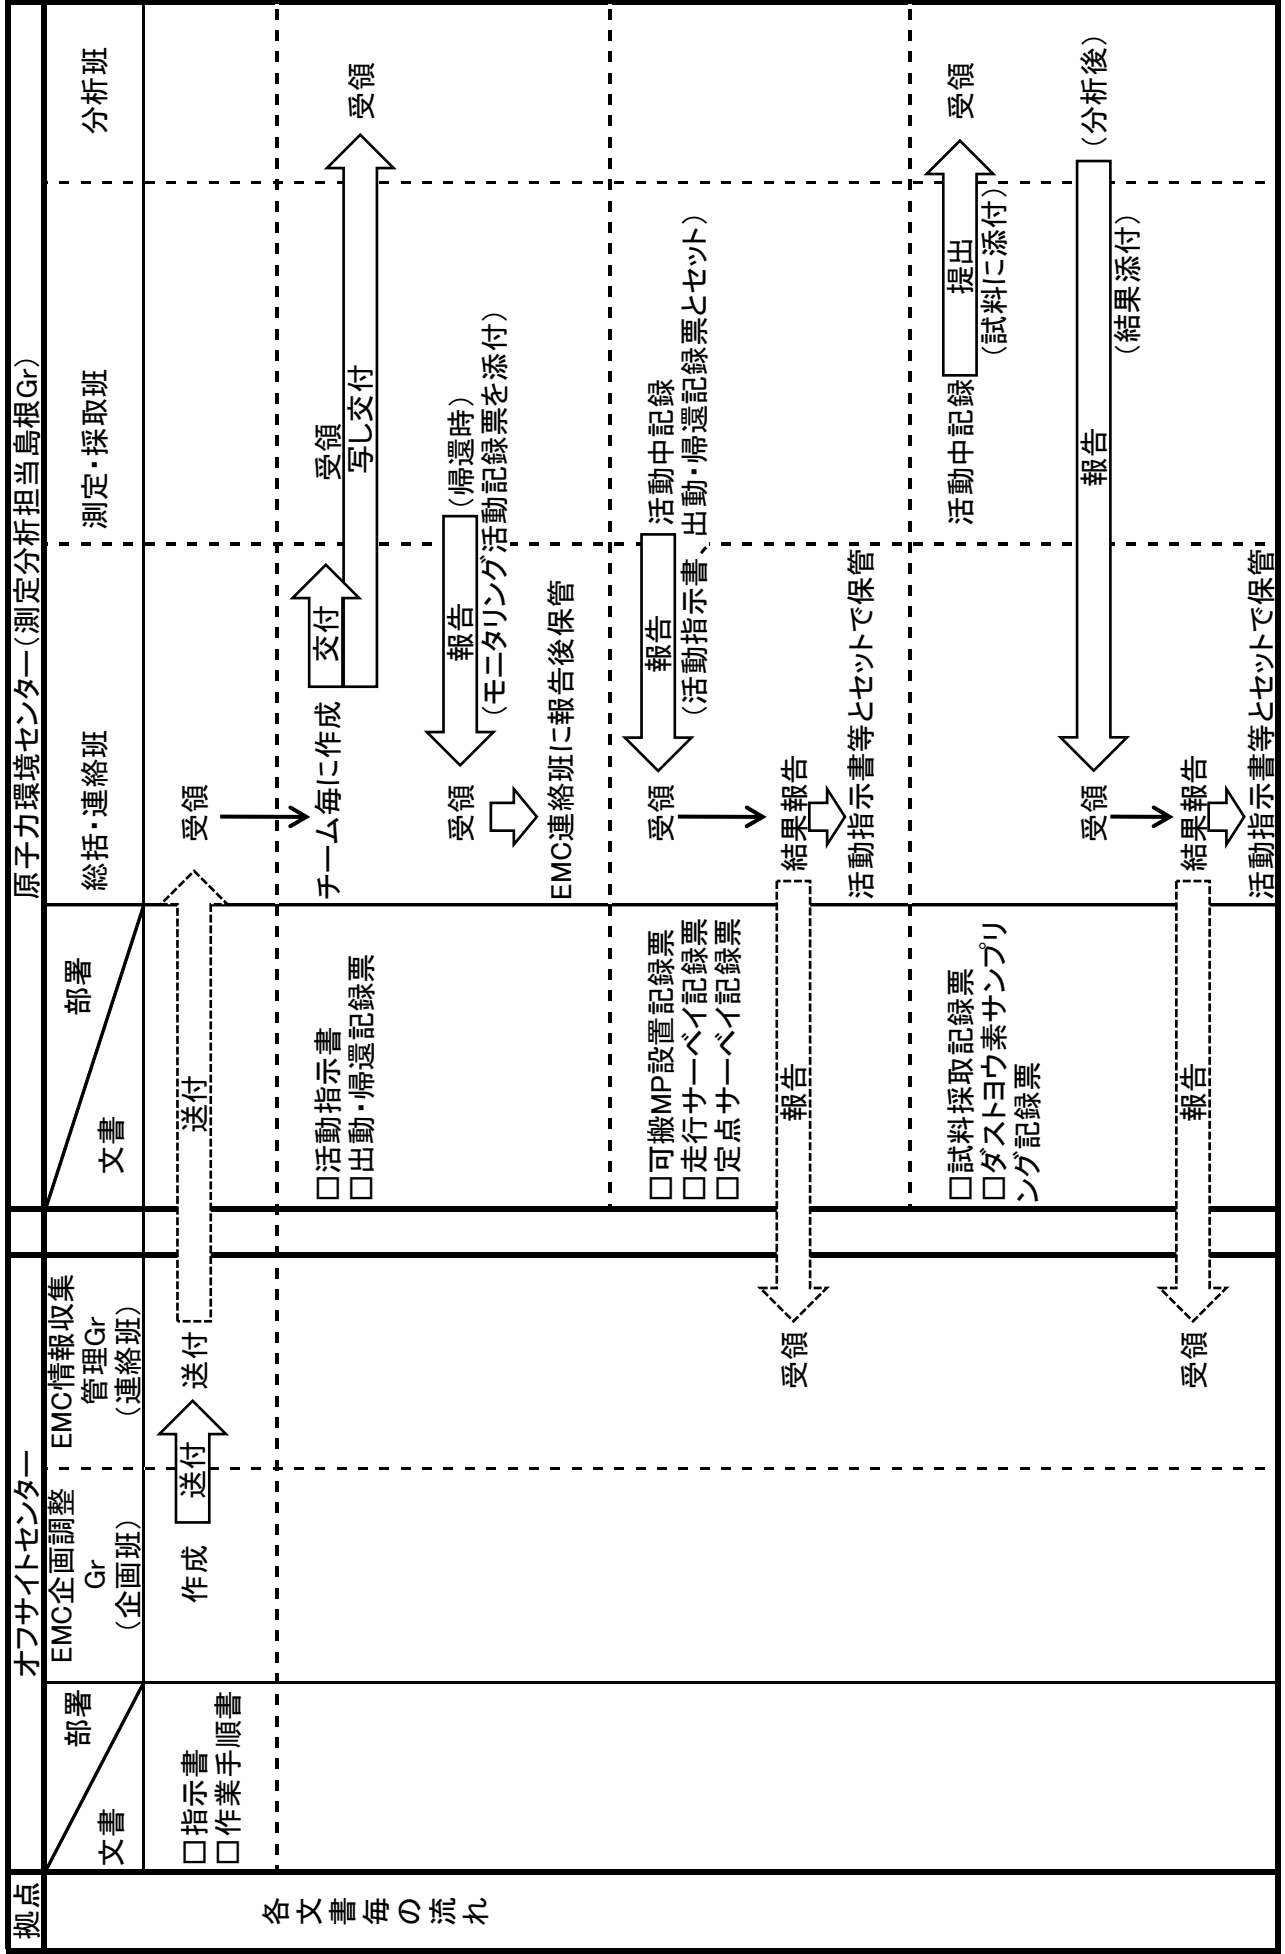 拠点
オフサイトセンター
原子力環境センター(測定分析担当島根Gr)
文書
部署
EMC企画調整
Gr
(企画班)
EMC情報収集
管理Gr
(連絡班)
文書
部署
総括・連絡班
測定・採取班
分析班
各文書毎の流れ
□指示書
□作業手順書
作成
送付
送付
送付
受領
□活動指示書
□出動・帰還記録票
チーム毎に作成
交付
受領
写し交付
受領
受領
報告
(帰還時)
(モニタリング活動記録票を添付)
EMC連絡班に報告後保管
□可搬MP設置記録票
□走行サーベイ記録票
□定点サーベイ記録票
受領
報告
活動中記録
(活動指示書、出動・帰還記録票とセット)
受領
報告
結果報告
活動指示書等とセットで保管
□試料採取記録票
□ダストヨウ素サンプリ
ング記録票
活動中記録
提出
(試料に添付)
受領
受領
報告
(結果添付)
(分析後)
受領
報告
結果報告
活動指示書等とセットで保管